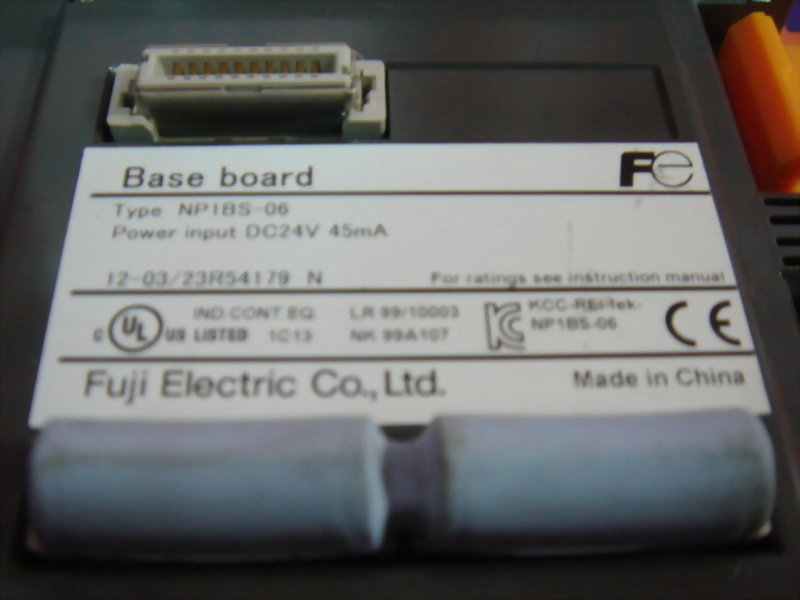 Base board
Fe
Type NP1BS-06
Power input DC24V 45mA
12-03/23R54179 N
For ratings see instruction manual
C UL US LISTED
IND.CONT.EQ.
1C13
LR 99/10003
NK 99A107
KCC-REI-Tek-
NP1BS-06
CE
Fuji Electric Co.,Ltd.
Made in China